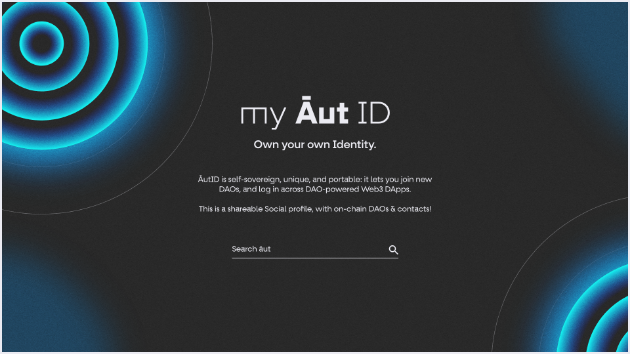 my Āut ID
Own your own Identity.
ĀutID is self-sovereign, unique, and portable: it lets you join new
DAOs, and log in across DAO-powered Web3 DApps.
This is a shareable Social profile, with on-chain DAOs & contacts!
Search āut